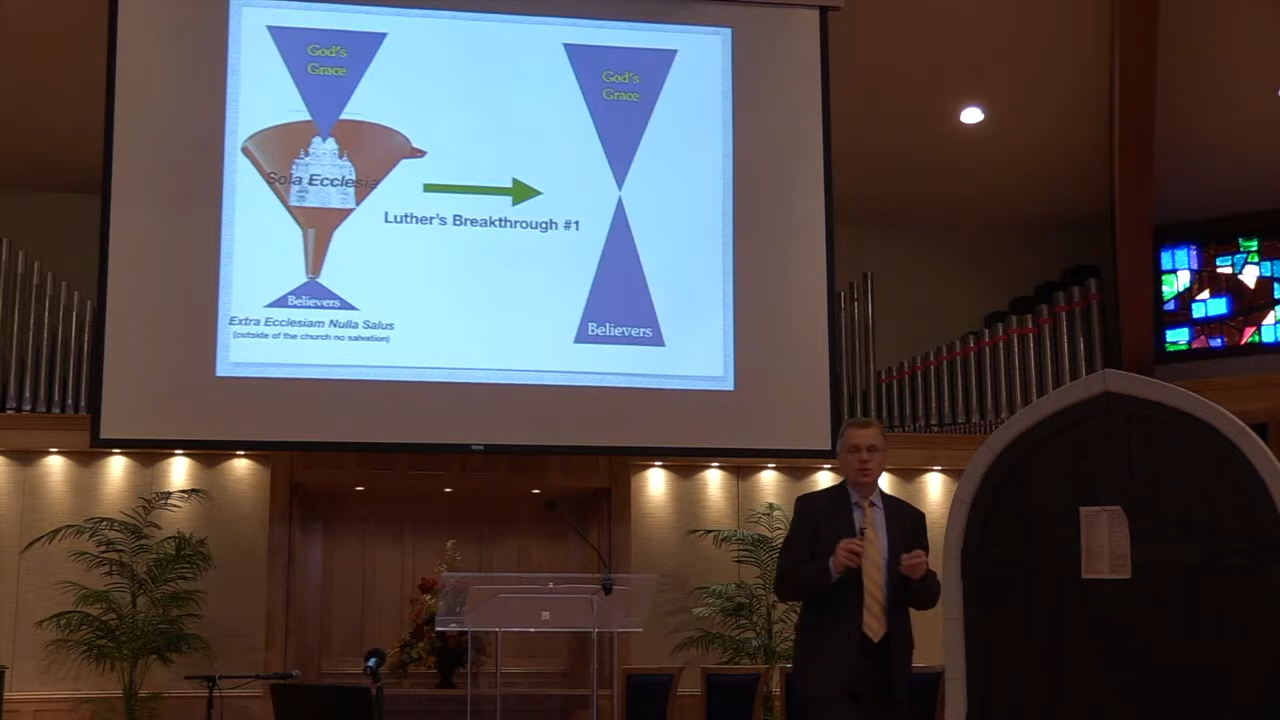 God's
Grace
Sola Ecclesia
Believers
Extra Ecclesiam Nulla Salus
(outside of the church no salvation)
Luther's Breakthrough #1
God's
Grace
Believers